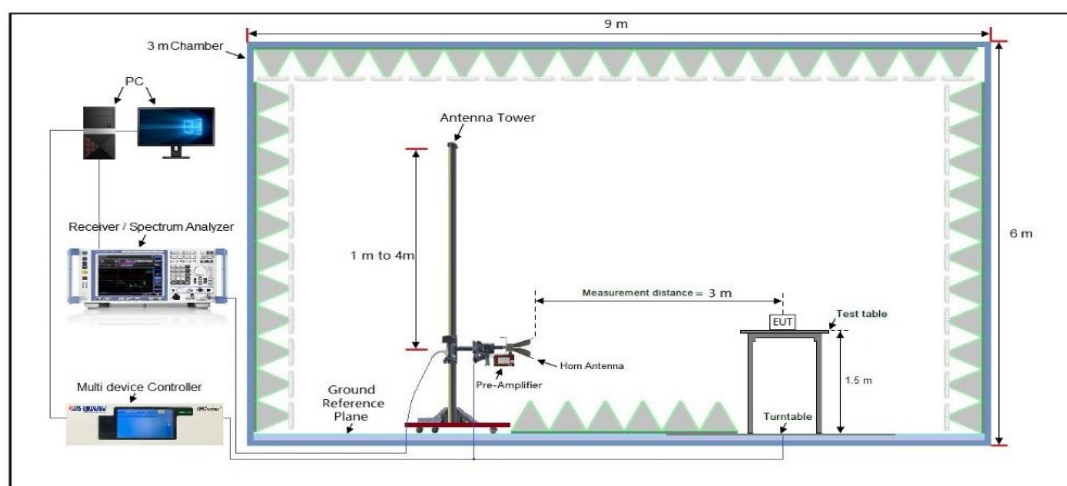 9 m
3 m Chamber
PC
Antenna Tower
Receiver / Spectrum Analyzer
1 m to 4m
6 m
Measurement distance = 3 m
EUT
Test table
Horn Antenna
Pre-Amplifier
1.5 m
Multi device Controller
Ground
Reference
Plane
Turntable